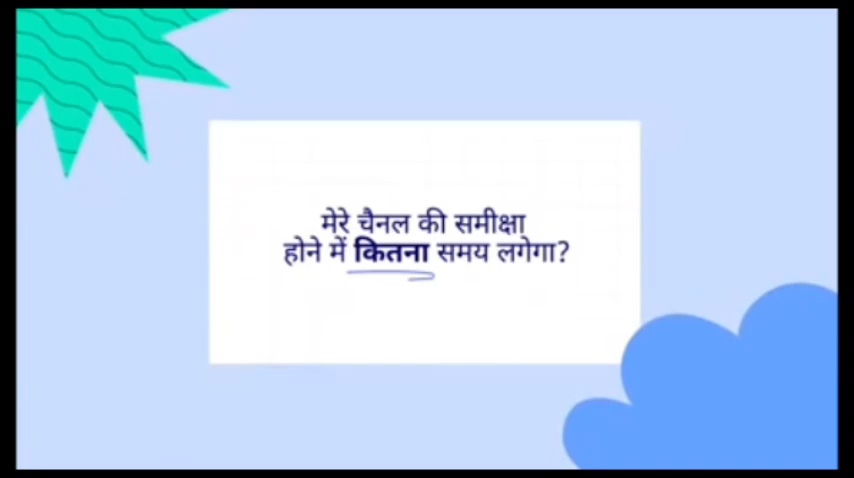 मेरे चैनल की समीक्षा
होने में कितना समय लगेगा?